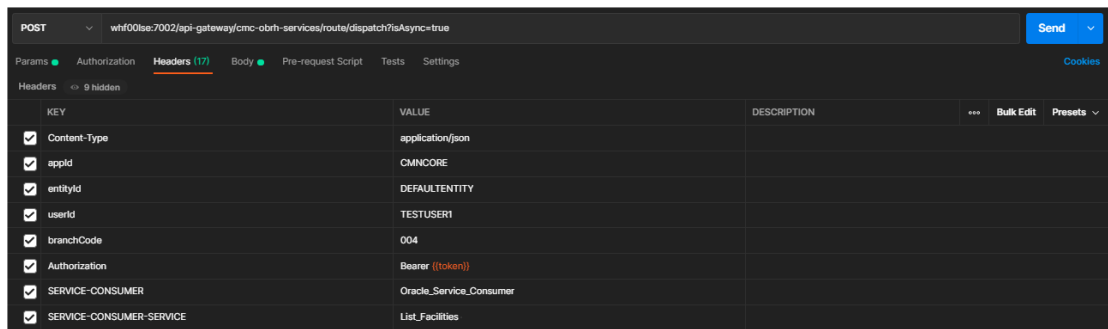 POST whf00lse:7002/api-gateway/cmc-obrh-services/route/dispatch?isAsync=true Send
Params Authorization Headers (17) Body Pre-request Script Tests Settings Cookies
Headers 9 hidden
KEY VALUE DESCRIPTION ooo Bulk Edit Presets
Content-Type application/json
appId CMNCORE
entityId DEFAULTENTITY
userId TESTUSER1
branchCode 004
Authorization Bearer {{token}}
SERVICE-CONSUMER Oracle_Service_Consumer
SERVICE-CONSUMER-SERVICE List_Facilities